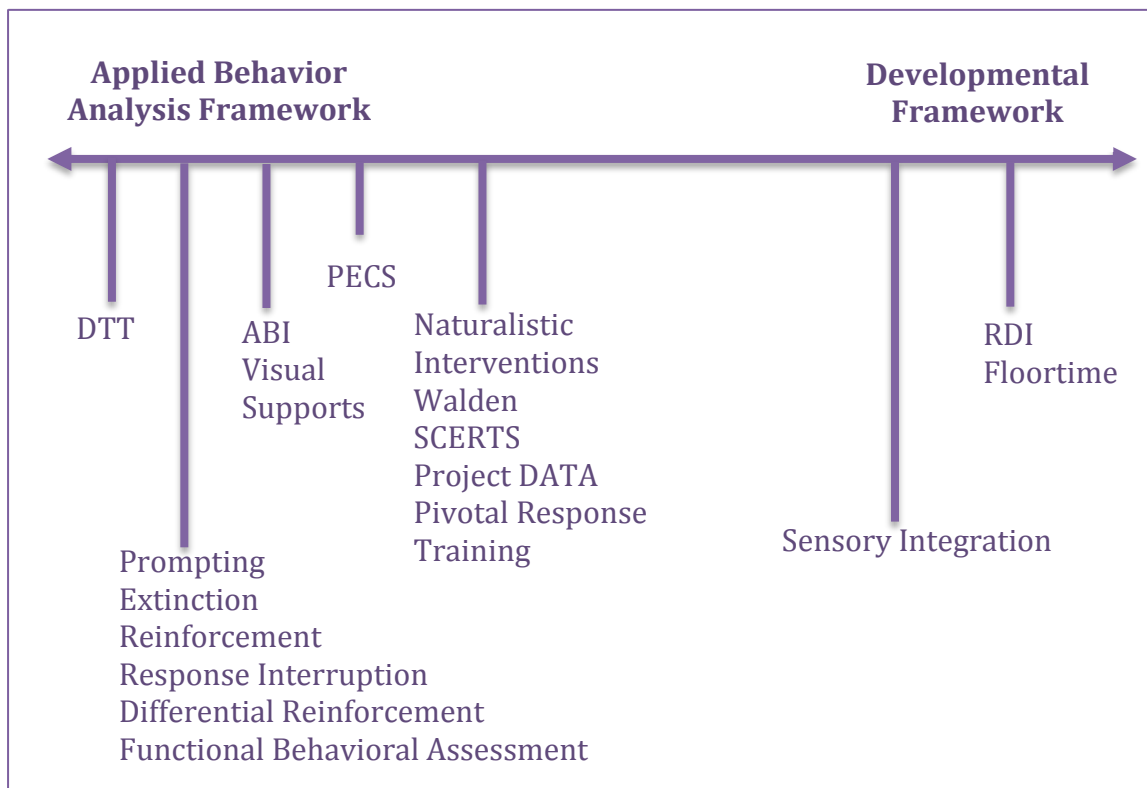 Applied Behavior
Analysis Framework
Developmental
Framework
DTT
Prompting
Extinction
Reinforcement
Response Interruption
Differential Reinforcement
Functional Behavioral Assessment
ABI
Visual
Supports
PECS
Naturalistic
Interventions
Walden
SCERTS
Project DATA
Pivotal Response
Training
Sensory Integration
RDI
Floortime